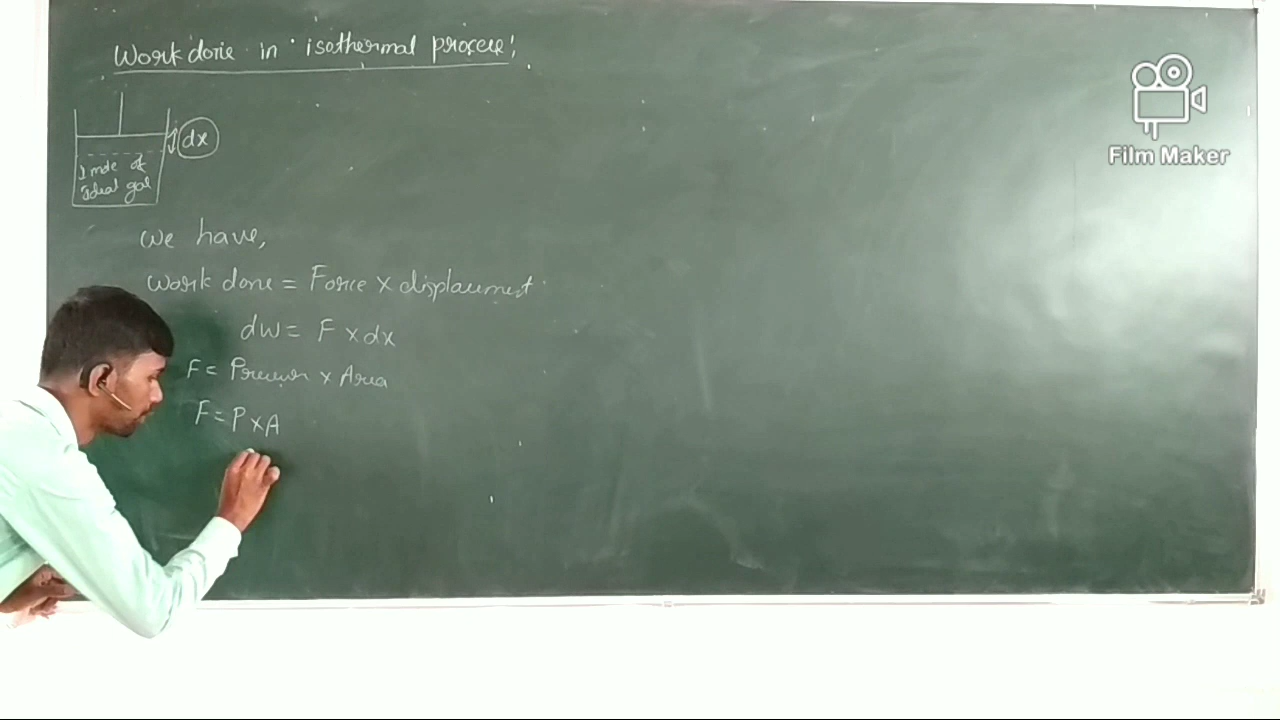 Work done in isothermal process:
dx
1 mole of
ideal gas
We have,
Work done = Force × displacement
dw = F × dx
F = Pressure × Area
F = P × A
Film Maker